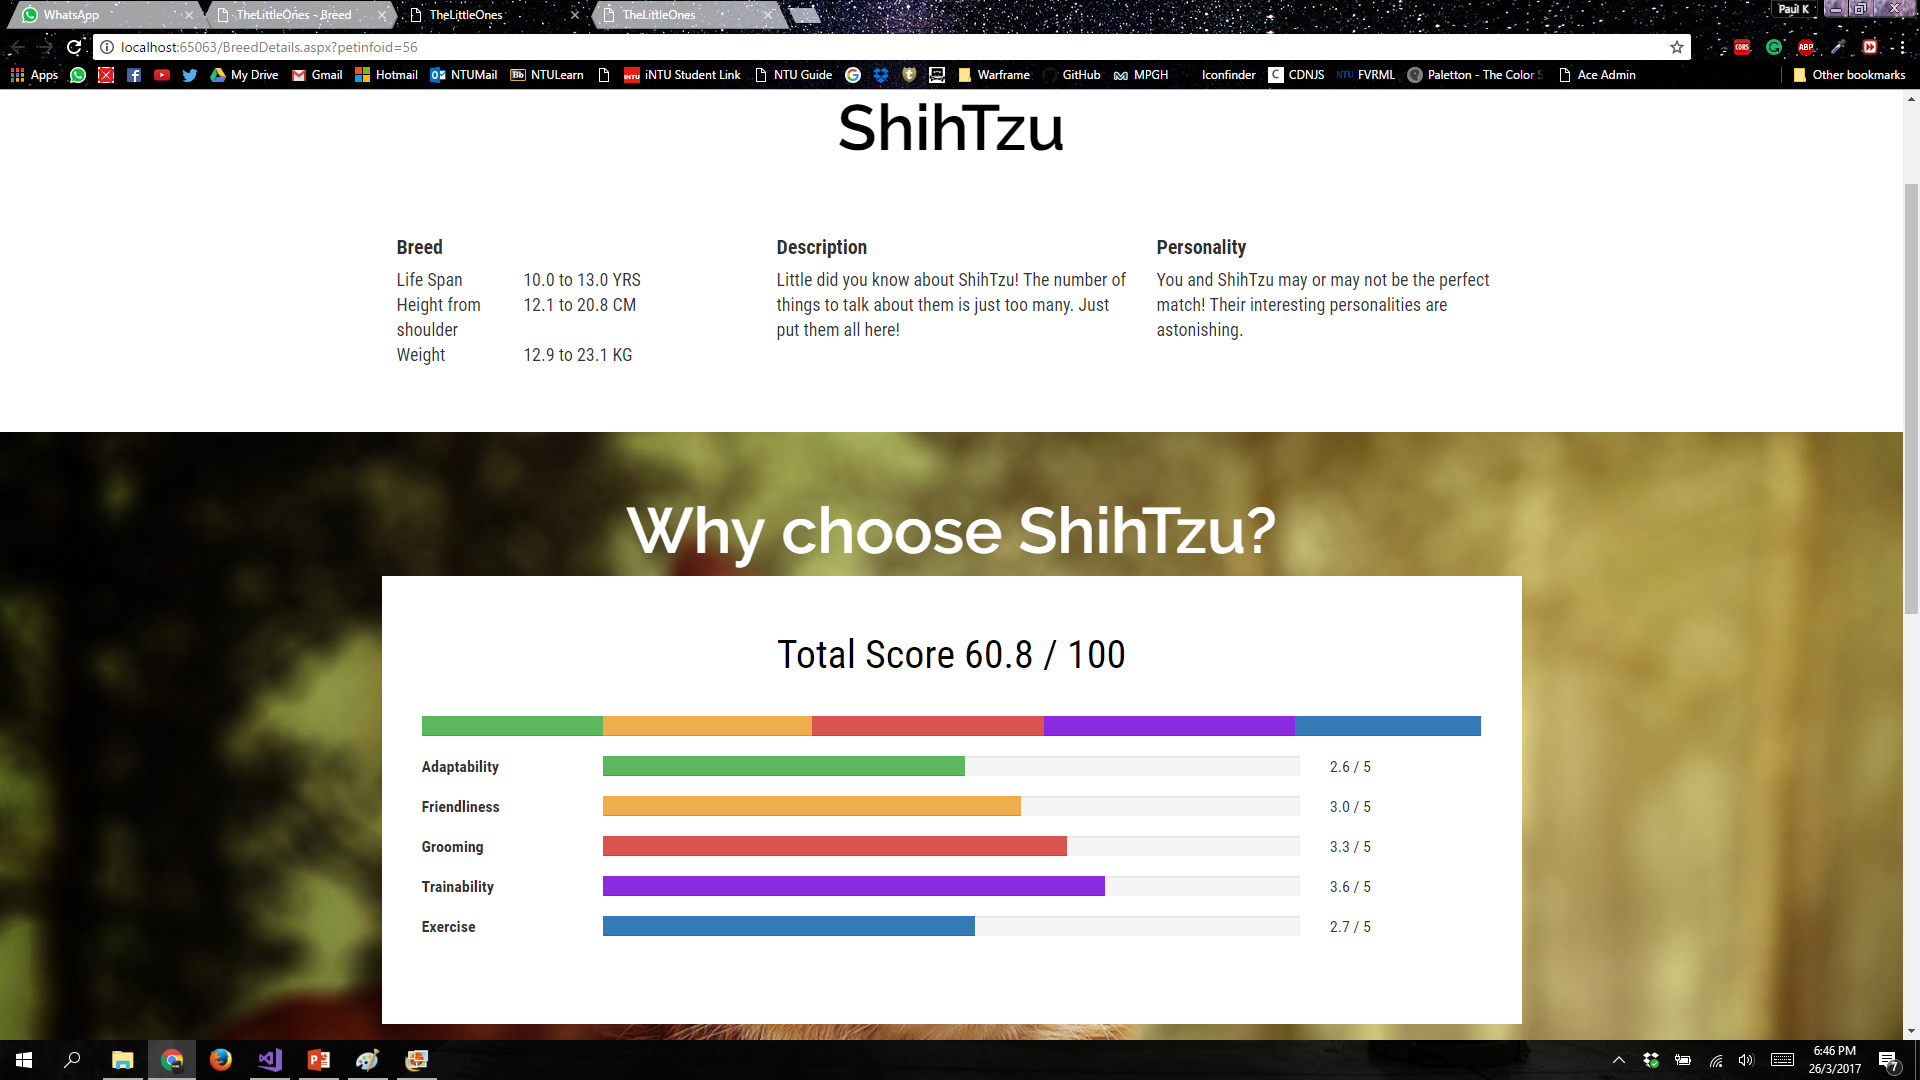 WhatsApp
TheLittleOnes - Breed
TheLittleOnes
TheLittleOnes
Paul K
localhost:65063/BreedDetails.aspx?petinfoid=56
CORS
ABP
Apps
My Drive
Gmail
Hotmail
NTUMail
Bb NTULearn
iNTU Student Link
NTU Guide
Warframe
GitHub
MPGH
Iconfinder
C CDNJS
NTU FVRML
Paletton - The Color S
Ace Admin
Other bookmarks
ShihTzu
Breed
Life Span 10.0 to 13.0 YRS
Height from 12.1 to 20.8 CM
shoulder
Weight 12.9 to 23.1 KG
Description
Little did you know about ShihTzu! The number of
things to talk about them is just too many. Just
put them all here!
Personality
You and ShihTzu may or may not be the perfect
match! Their interesting personalities are
astonishing.
Why choose ShihTzu?
Total Score 60.8 / 100
Adaptability 2.6 / 5
Friendliness 3.0 / 5
Grooming 3.3 / 5
Trainability 3.6 / 5
Exercise 2.7 / 5
6:46 PM
26/3/2017
7